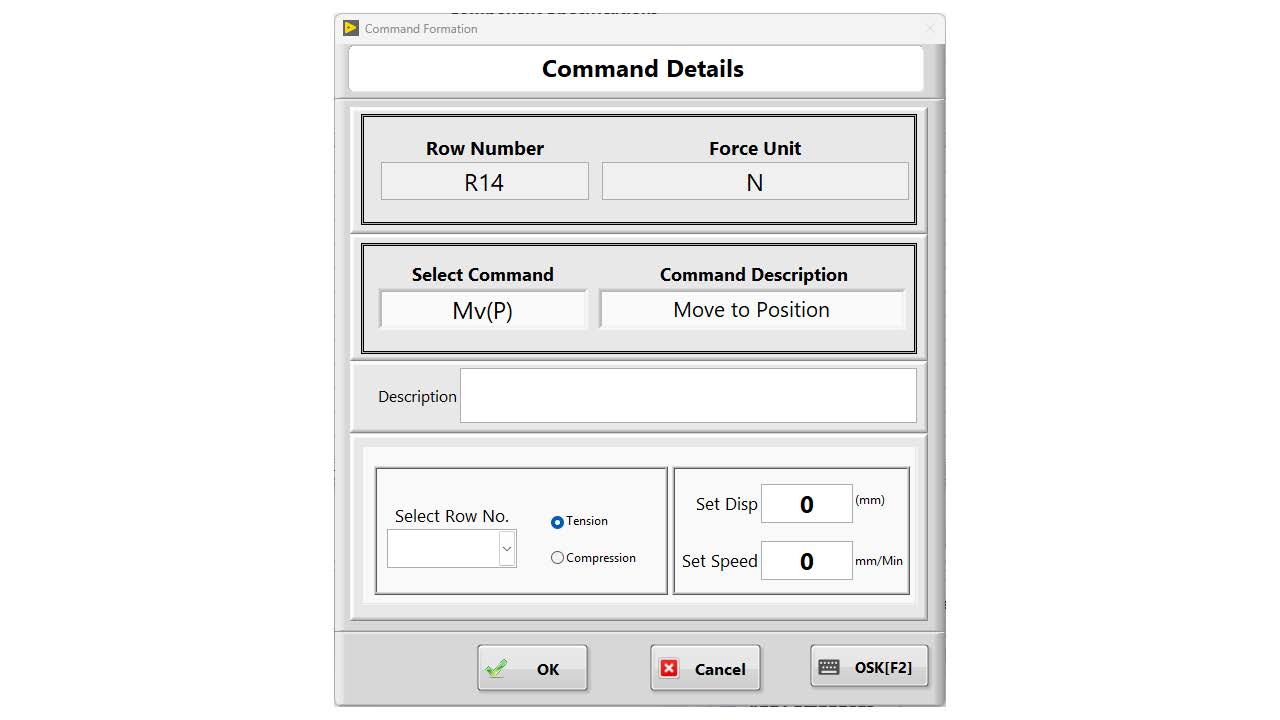 Command Formation
Command Details
Row Number Force Unit
R14 N
Select Command Command Description
Mv(P) Move to Position
Description
Select Row No.
Tension
Compression
Set Disp 0 (mm)
Set Speed 0 mm/Min
OK Cancel OSK[F2]